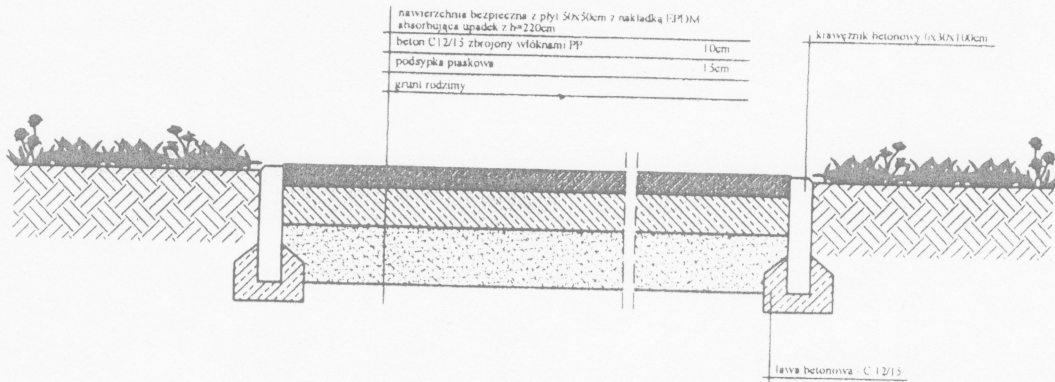 nawierzchnia bezpieczna z płyt 50x50cm z nakładką EPDM
absorbująca upadek z h=220cm
beton C12/15 zbrojony włóknami PP 10cm
podsypka piaskowa 15cm
grunt rodzimy
krawężnik betonowy 6x30x100cm
ława betonowa - C 12/15